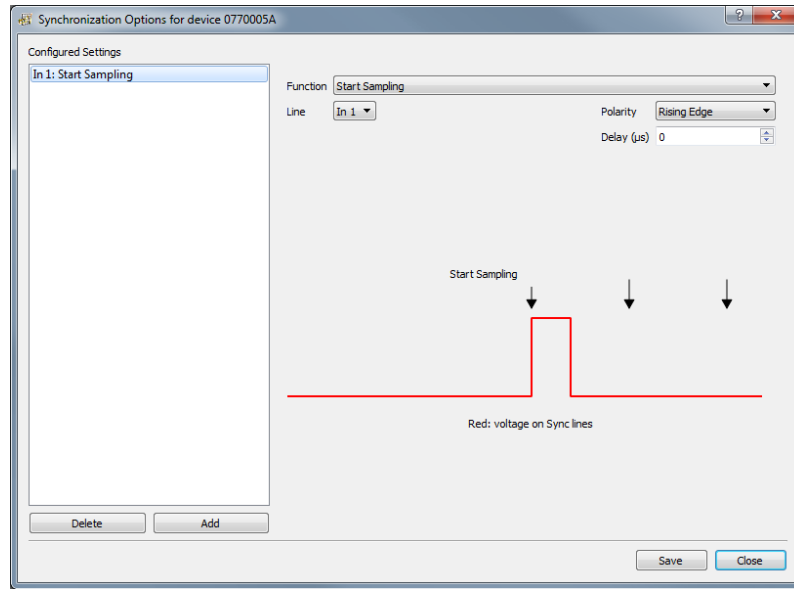 Synchronization Options for device 0770005A
Configured Settings
In 1: Start Sampling
Function Start Sampling
Line In 1 Polarity Rising Edge
Delay (µs) 0
Start Sampling
Red: voltage on Sync lines
Delete Add
Save Close